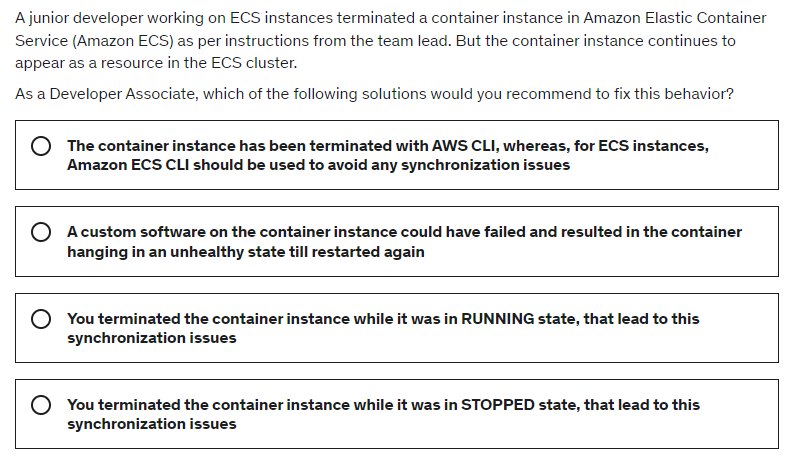 A junior developer working on ECS instances terminated a container instance in Amazon Elastic Container
Service (Amazon ECS) as per instructions from the team lead. But the container instance continues to
appear as a resource in the ECS cluster.
As a Developer Associate, which of the following solutions would you recommend to fix this behavior?
The container instance has been terminated with AWS CLI, whereas, for ECS instances,
Amazon ECS CLI should be used to avoid any synchronization issues
A custom software on the container instance could have failed and resulted in the container
hanging in an unhealthy state till restarted again
You terminated the container instance while it was in RUNNING state, that lead to this
synchronization issues
You terminated the container instance while it was in STOPPED state, that lead to this
synchronization issues